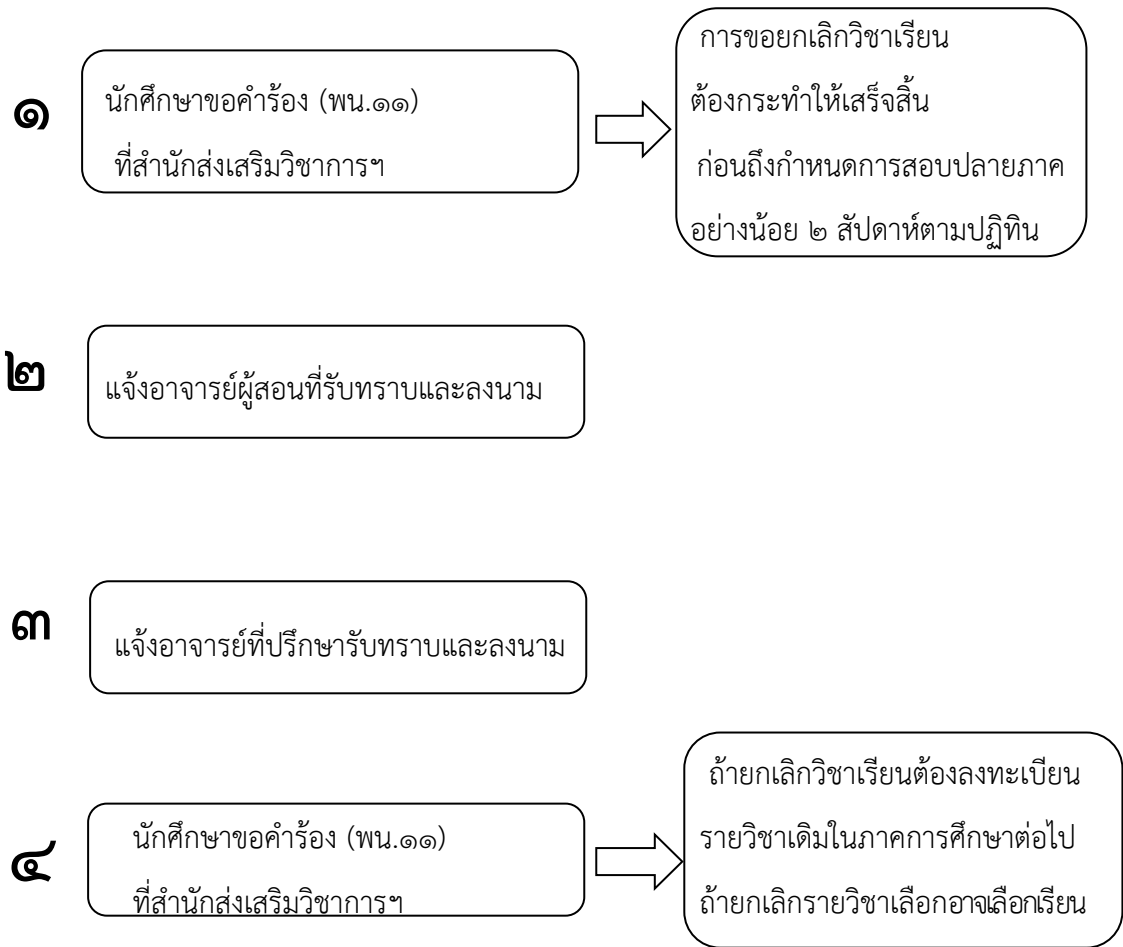 ๑
นักศึกษาขอคำร้อง (พน.๑๑)
ที่สำนักส่งเสริมวิชาการฯ
การขอยกเลิกวิชาเรียน
ต้องกระทำให้เสร็จสิ้น
ก่อนถึงกำหนดการสอบปลายภาค
อย่างน้อย ๒ สัปดาห์ตามปฏิทิน
๒
แจ้งอาจารย์ผู้สอนที่รับทราบและลงนาม
๓
แจ้งอาจารย์ที่ปรึกษารับทราบและลงนาม
๔
นักศึกษาขอคำร้อง (พน.๑๑)
ที่สำนักส่งเสริมวิชาการฯ
ถ้ายกเลิกวิชาเรียนต้องลงทะเบียน
รายวิชาเดิมในภาคการศึกษาต่อไป
ถ้ายกเลิกรายวิชาเลือกอาจเลือกเรียน